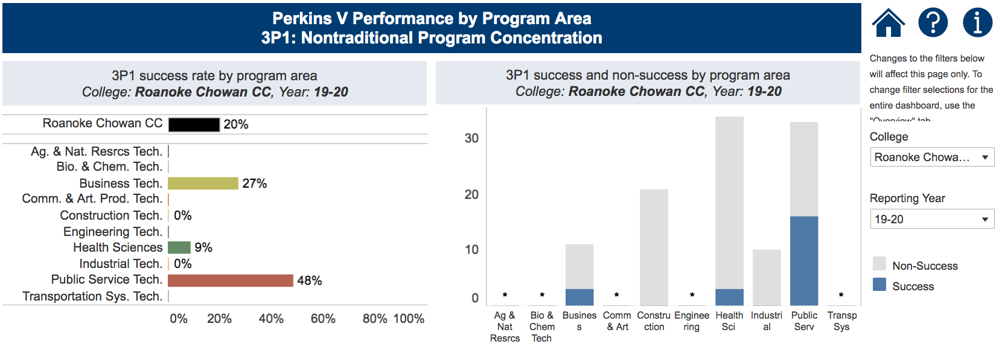 Perkins V Performance by Program Area
3P1: Nontraditional Program Concentration
3P1 success rate by program area
College: Roanoke Chowan CC, Year: 19-20
Roanoke Chowan CC 20%
Ag. & Nat. Resrcs Tech.
Bio. & Chem. Tech.
Business Tech. 27%
Comm. & Art. Prod. Tech.
Construction Tech. 0%
Engineering Tech.
Health Sciences 9%
Industrial Tech. 0%
Public Service Tech. 48%
Transportation Sys. Tech.
0% 20% 40% 60% 80% 100%
3P1 success and non-success by program area
College: Roanoke Chowan CC, Year: 19-20
30
20
10
0
* * * * *
Ag & Nat Resrcs
Bio & Chem Tech
Busines
s
Comm & Art
Constru
ction
Enginee
ring
Health Sci
Industri
al
Public Serv
Transp Sys
?
i
Changes to the filters below
will affect this page only. To
change filter selections for the
entire dashboard, use the
"Overview" tab
College
Roanoke Chowa...
Reporting Year
19-20
Non-Success
Success